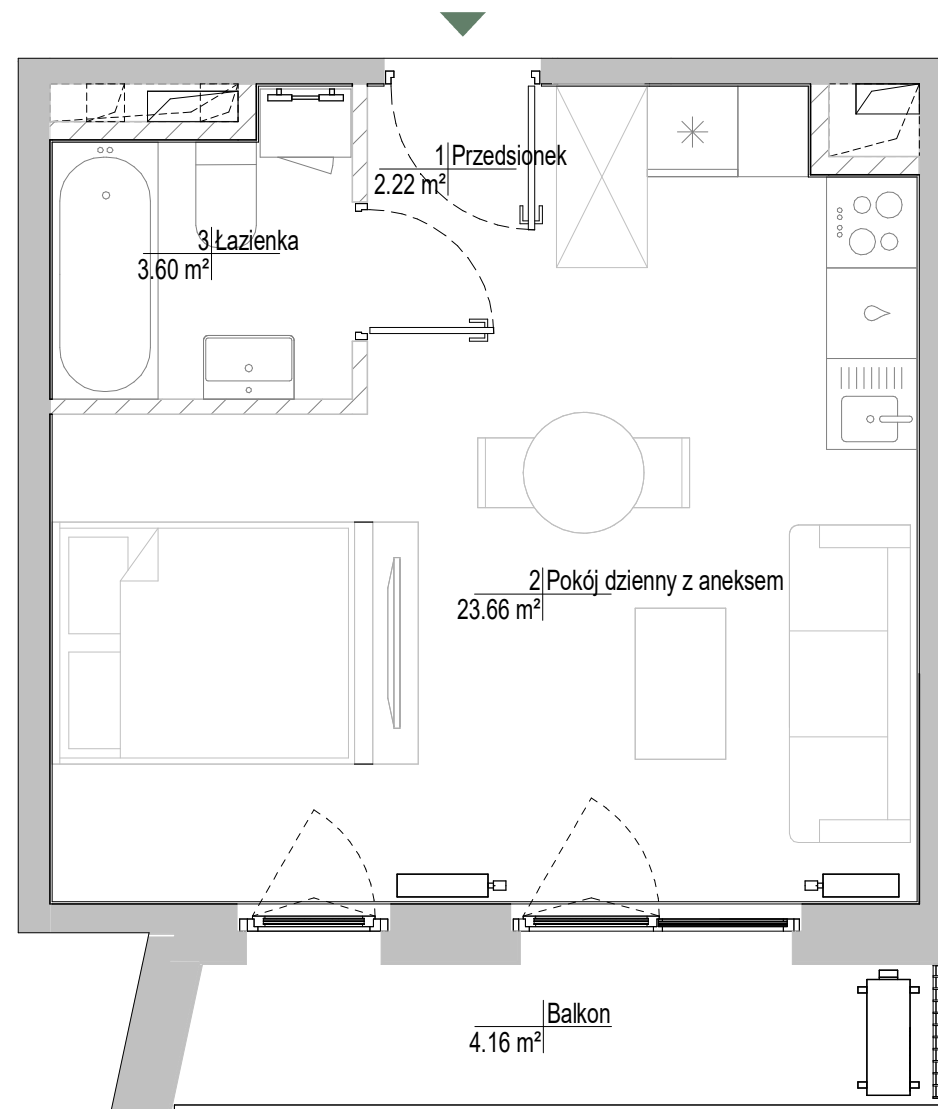 1 Przedsionek
2.22 m²
3 Łazienka
3.60 m²
2 Pokój dzienny z aneksem
23.66 m²
Balkon
4.16 m²